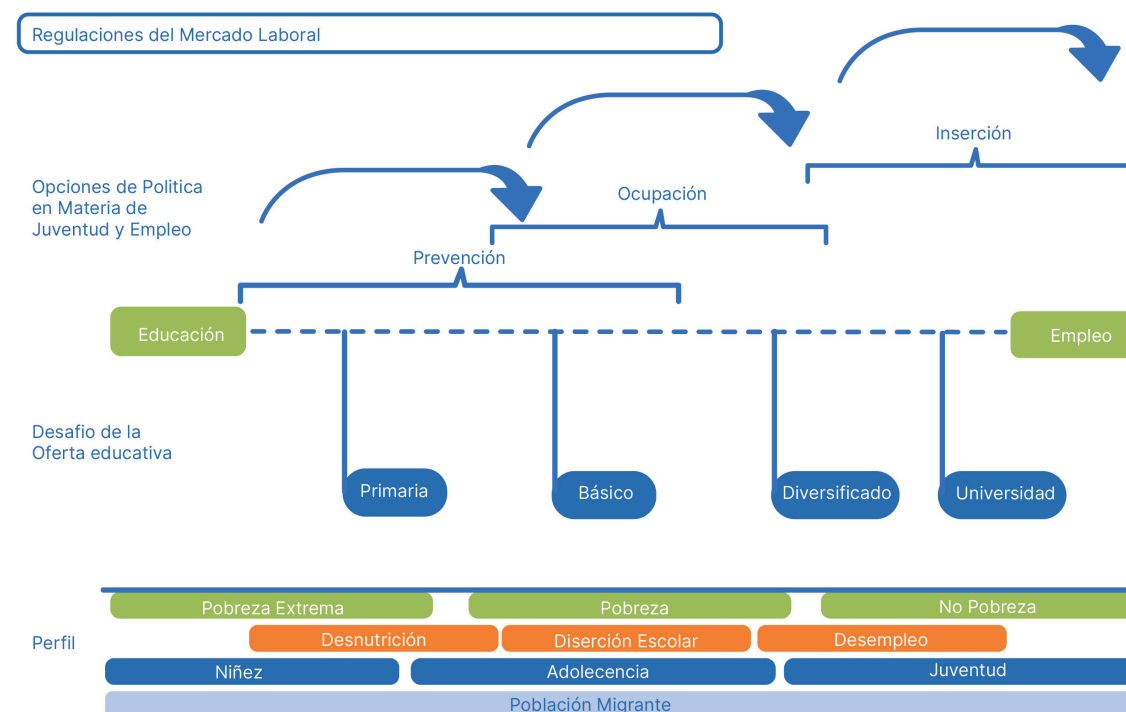 Regulaciones del Mercado Laboral
Inserción
Opciones de Politica
en Materia de
Juventud y Empleo
Ocupación
Prevención
Educación
Empleo
Desafio de la
Oferta educativa
Primaria
Básico
Diversificado
Universidad
Pobreza Extrema
Pobreza
No Pobreza
Perfil
Desnutrición
Diserción Escolar
Desempleo
Niñez
Adolecencia
Juventud
Población Migrante